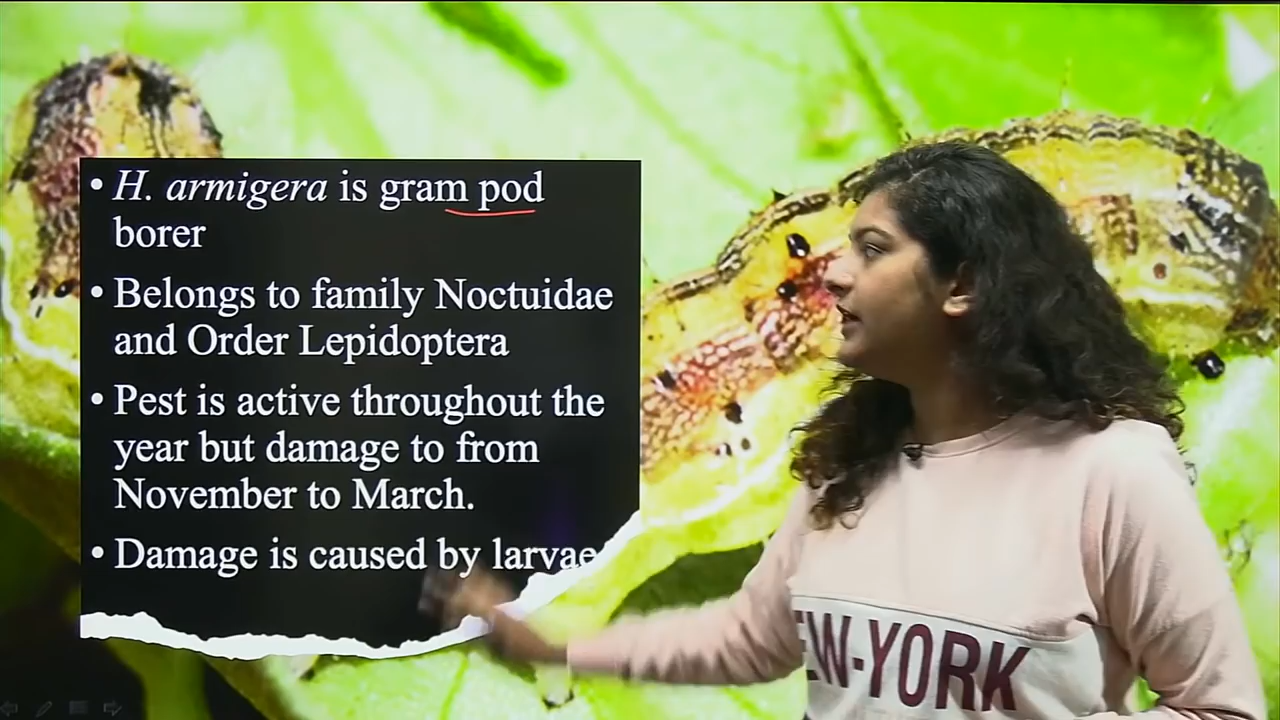 • H. armigera is gram pod
borer
• Belongs to family Noctuidae
and Order Lepidoptera
• Pest is active throughout the
year but damage to from
November to March.
• Damage is caused by larvae
EW-YORK